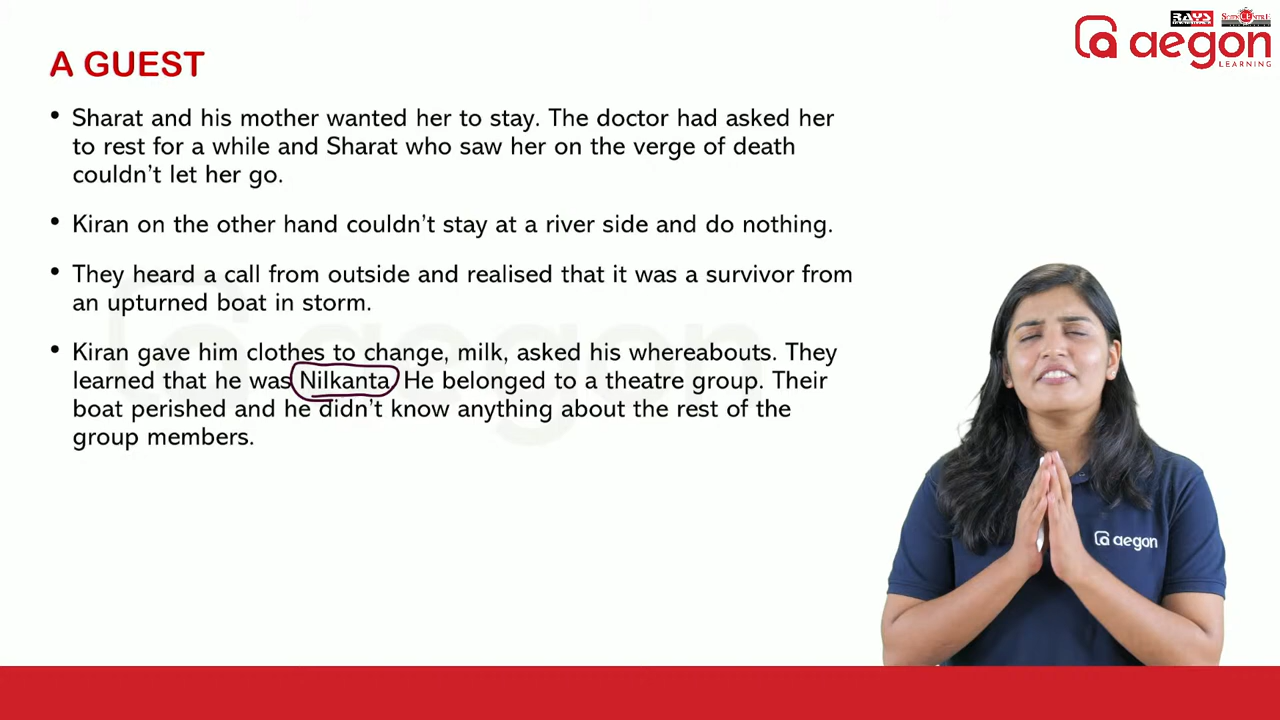 RAYS
aegon
LEARNING
A GUEST
• Sharat and his mother wanted her to stay. The doctor had asked her
to rest for a while and Sharat who saw her on the verge of death
couldn't let her go.
• Kiran on the other hand couldn't stay at a river side and do nothing.
• They heard a call from outside and realised that it was a survivor from
an upturned boat in storm.
• Kiran gave him clothes to change, milk, asked his whereabouts. They
learned that he was Nilkanta. He belonged to a theatre group. Their
boat perished and he didn't know anything about the rest of the
group members.
aegon
aegon